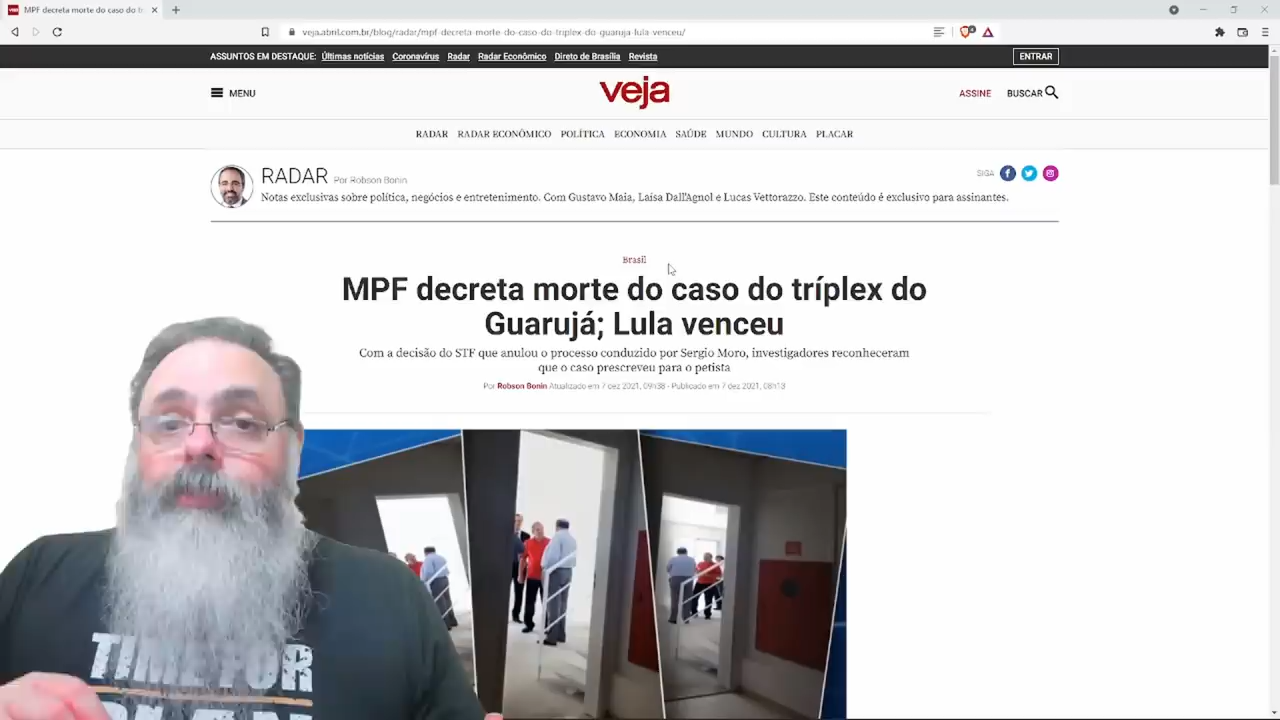 MPF decreta morte do caso do tr
veja.abril.com.br/blog/radar/mpf-decreta-morte-do-caso-do-triplex-do-guaruja-lula-venceu/
ASSUNTOS EM DESTAQUE: Últimas notícias Coronavírus Radar Radar Econômico Direto de Brasília Revista
ENTRAR
MENU
veja
ASSINE
BUSCAR
RADAR RADAR ECONÔMICO POLÍTICA ECONOMIA SAÚDE MUNDO CULTURA PLACAR
RADAR Por Robson Bonin
SIGA
Notas exclusivas sobre política, negócios e entretenimento. Com Gustavo Maia, Laísa Dall'Agnol e Lucas Vettorazzo. Este conteúdo é exclusivo para assinantes.
Brasil
MPF decreta morte do caso do tríplex do
Guarujá; Lula venceu
Com a decisão do STF que anulou o processo conduzido por Sergio Moro, investigadores reconheceram
que o caso prescreveu para o petista
Por Robson Bonin Atualizado em 7 dez 2021, 09h38 - Publicado em 7 dez 2021, 08h13
TIME FOR